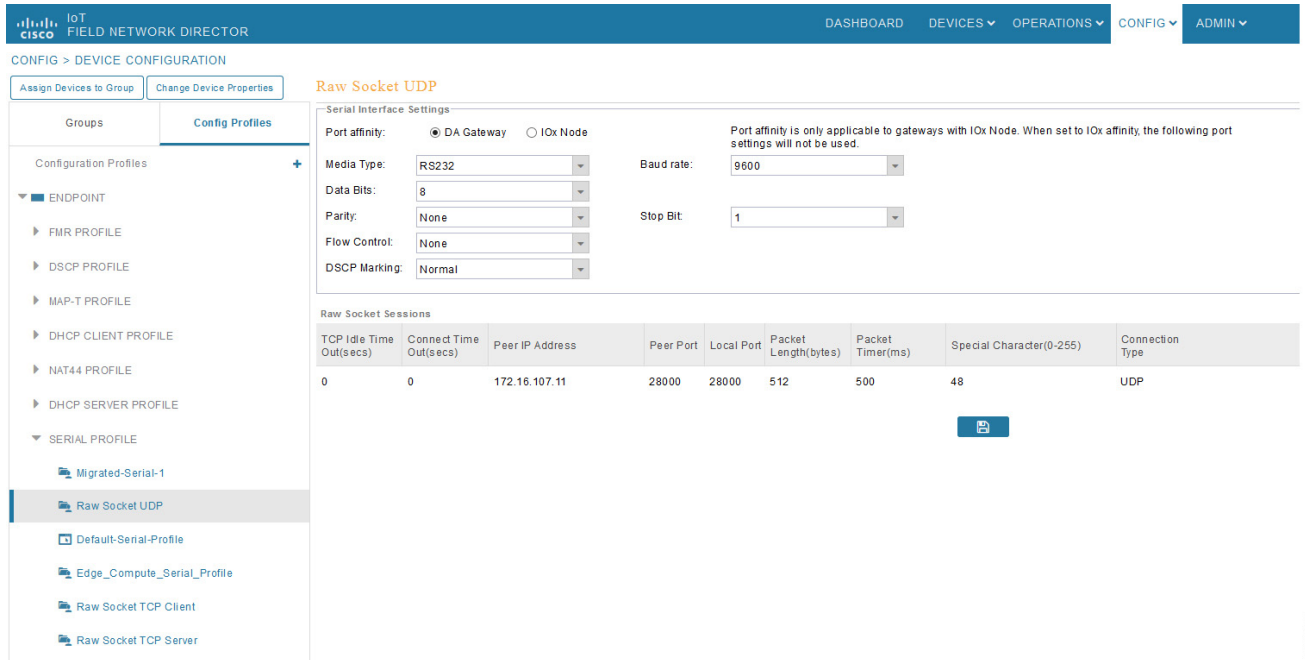 cisco
IoT
FIELD NETWORK DIRECTOR
DASHBOARD DEVICES OPERATIONS CONFIG ADMIN
CONFIG > DEVICE CONFIGURATION
Assign Devices to Group Change Device Properties
Groups Config Profiles
Configuration Profiles +
ENDPOINT
FMR PROFILE
DSCP PROFILE
MAP-T PROFILE
DHCP CLIENT PROFILE
NAT44 PROFILE
DHCP SERVER PROFILE
SERIAL PROFILE
Migrated-Serial-1
Raw Socket UDP
Default-Serial-Profile
Edge_Compute_Serial_Profile
Raw Socket TCP Client
Raw Socket TCP Server
Raw Socket UDP
Serial Interface Settings
Port affinity: DA Gateway IOx Node
Port affinity is only applicable to gateways with IOx Node. When set to IOx affinity, the following port
settings will not be used.
Media Type: RS232 Baud rate: 9600
Data Bits: 8
Parity: None Stop Bit: 1
Flow Control: None
DSCP Marking: Normal
Raw Socket Sessions
TCP Idle Time Out(secs) Connect Time Out(secs) Peer IP Address Peer Port Local Port Packet Length(bytes) Packet Timer(ms) Special Character(0-255) Connection Type
0 0 172.16.107.11 28000 28000 512 500 48 UDP